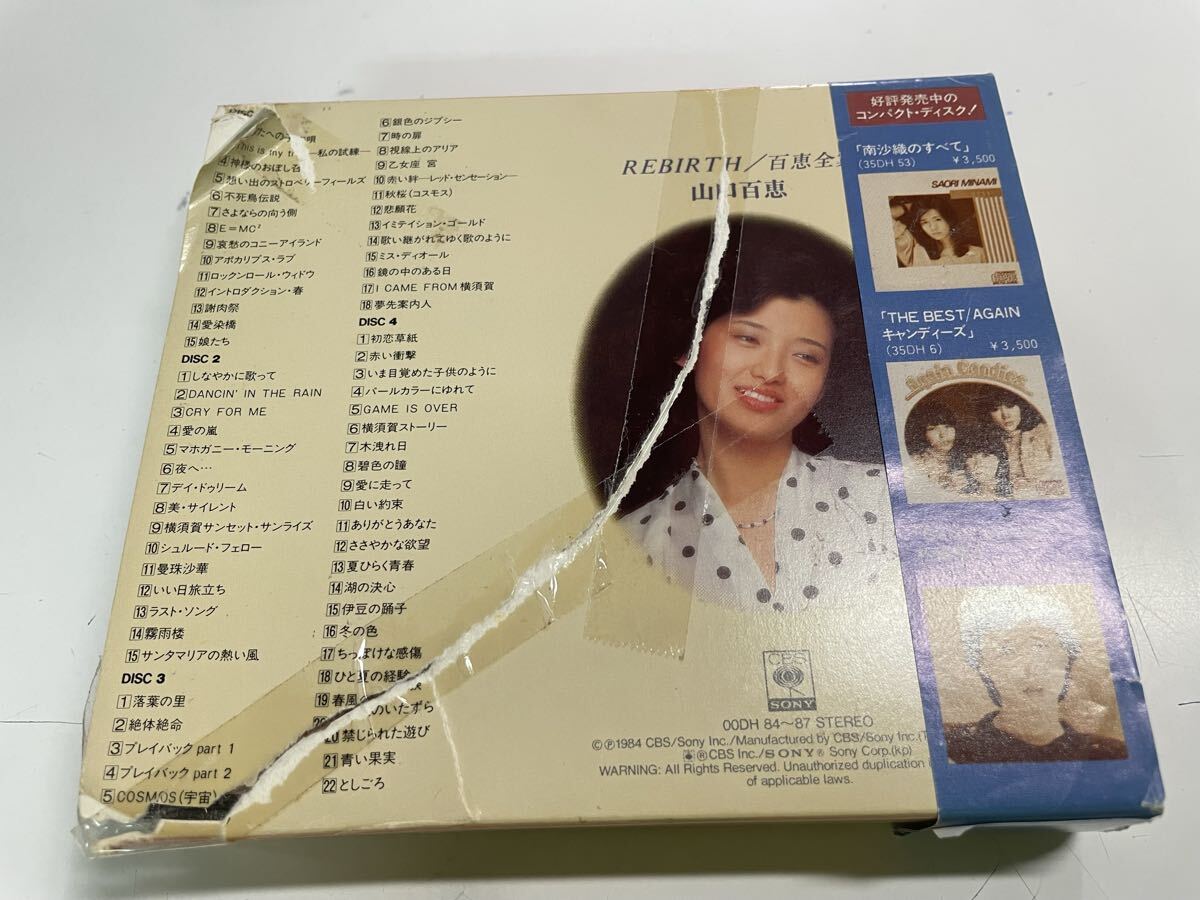 DISC
たへの子守唄
This is my trial ―私の試練―
4 神様のおぼし召
5 想い出のストロベリーフィールズ
6 不死鳥伝説
7 さよならの向う側
8 E=MC²
9 哀愁のコニーアイランド
10 アポカリプス・ラブ
11 ロックンロール・ウィドウ
12 イントロダクション・春
13 謝肉祭
14 愛染橋
15 娘たち
DISC 2
1 しなやかに歌って
2 DANCIN' IN THE RAIN
3 CRY FOR ME
4 愛の嵐
5 マホガニー・モーニング
6 夜へ…
7 デイ・ドゥリーム
8 美・サイレント
9 横須賀サンセット・サンライズ
10 シュルード・フェロー
11 曼珠沙華
12 いい日旅立ち
13 ラスト・ソング
14 霧雨楼
15 サンタマリアの熱い風
DISC 3
1 落葉の里
2 絶体絶命
3 プレイバック part 1
4 プレイバック part 2
5 COSMOS(宇宙)
6 銀色のジプシー
7 時の扉
8 視線上のアリア
9 乙女座 宮
10 赤い絆―レッド・センセーション―
11 秋桜(コスモス)
12 悲願花
13 イミテイション・ゴールド
14 歌い継がれてゆく歌のように
15 ミス・ディオール
16 鏡の中のある日
17 I CAME FROM 横須賀
18 夢先案内人
DISC 4
1 初恋草紙
2 赤い衝撃
3 いま目覚めた子供のように
4 パールカラーにゆれて
5 GAME IS OVER
6 横須賀ストーリー
7 木洩れ日
8 碧色の瞳
9 愛に走って
10 白い約束
11 ありがとうあなた
12 ささやかな欲望
13 夏ひらく青春
14 湖の決心
15 伊豆の踊子
16 冬の色
17 ちっぽけな感傷
18 ひと夏の経験
19 春風のいたずら
20 禁じられた遊び
21 青い果実
22 としごろ
REBIRTH/百恵全
山口百恵
CBS
SONY
00DH 84〜87 STEREO
©Ⓟ1984 CBS/Sony Inc./Manufactured by CBS/Sony Inc.(T
®CBS Inc./SONY® Sony Corp.(kp)
WARNING: All Rights Reserved. Unauthorized duplication
of applicable laws.
好評発売中の
コンパクト・ディスク!
「南沙織のすべて」
(35DH 53) ¥3,500
SAORI MINAMI
「THE BEST/AGAIN
キャンディーズ」
(35DH 6) ¥3,500
Again Candies